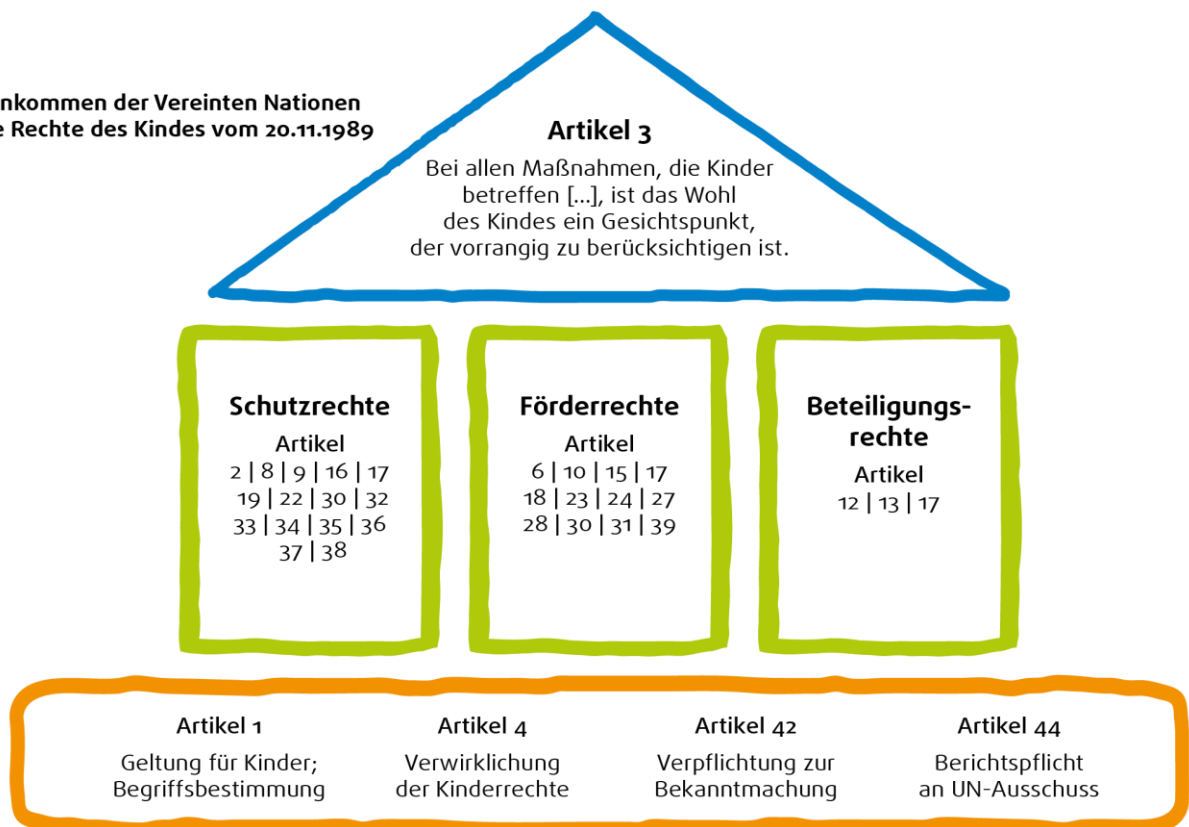 nkommen der Vereinten Nationen
e Rechte des Kindes vom 20.11.1989
Artikel 3
Bei allen Maßnahmen, die Kinder
betreffen [...], ist das Wohl
des Kindes ein Gesichtspunkt,
der vorrangig zu berücksichtigen ist.
Schutzrechte
Artikel
2 | 8 | 9 | 16 | 17
19 | 22 | 30 | 32
33 | 34 | 35 | 36
37 | 38
Förderrechte
Artikel
6 | 10 | 15 | 17
18 | 23 | 24 | 27
28 | 30 | 31 | 39
Beteiligungs-
rechte
Artikel
12 | 13 | 17
Artikel 1
Geltung für Kinder;
Begriffsbestimmung
Artikel 4
Verwirklichung
der Kinderrechte
Artikel 42
Verpflichtung zur
Bekanntmachung
Artikel 44
Berichtspflicht
an UN-Ausschuss